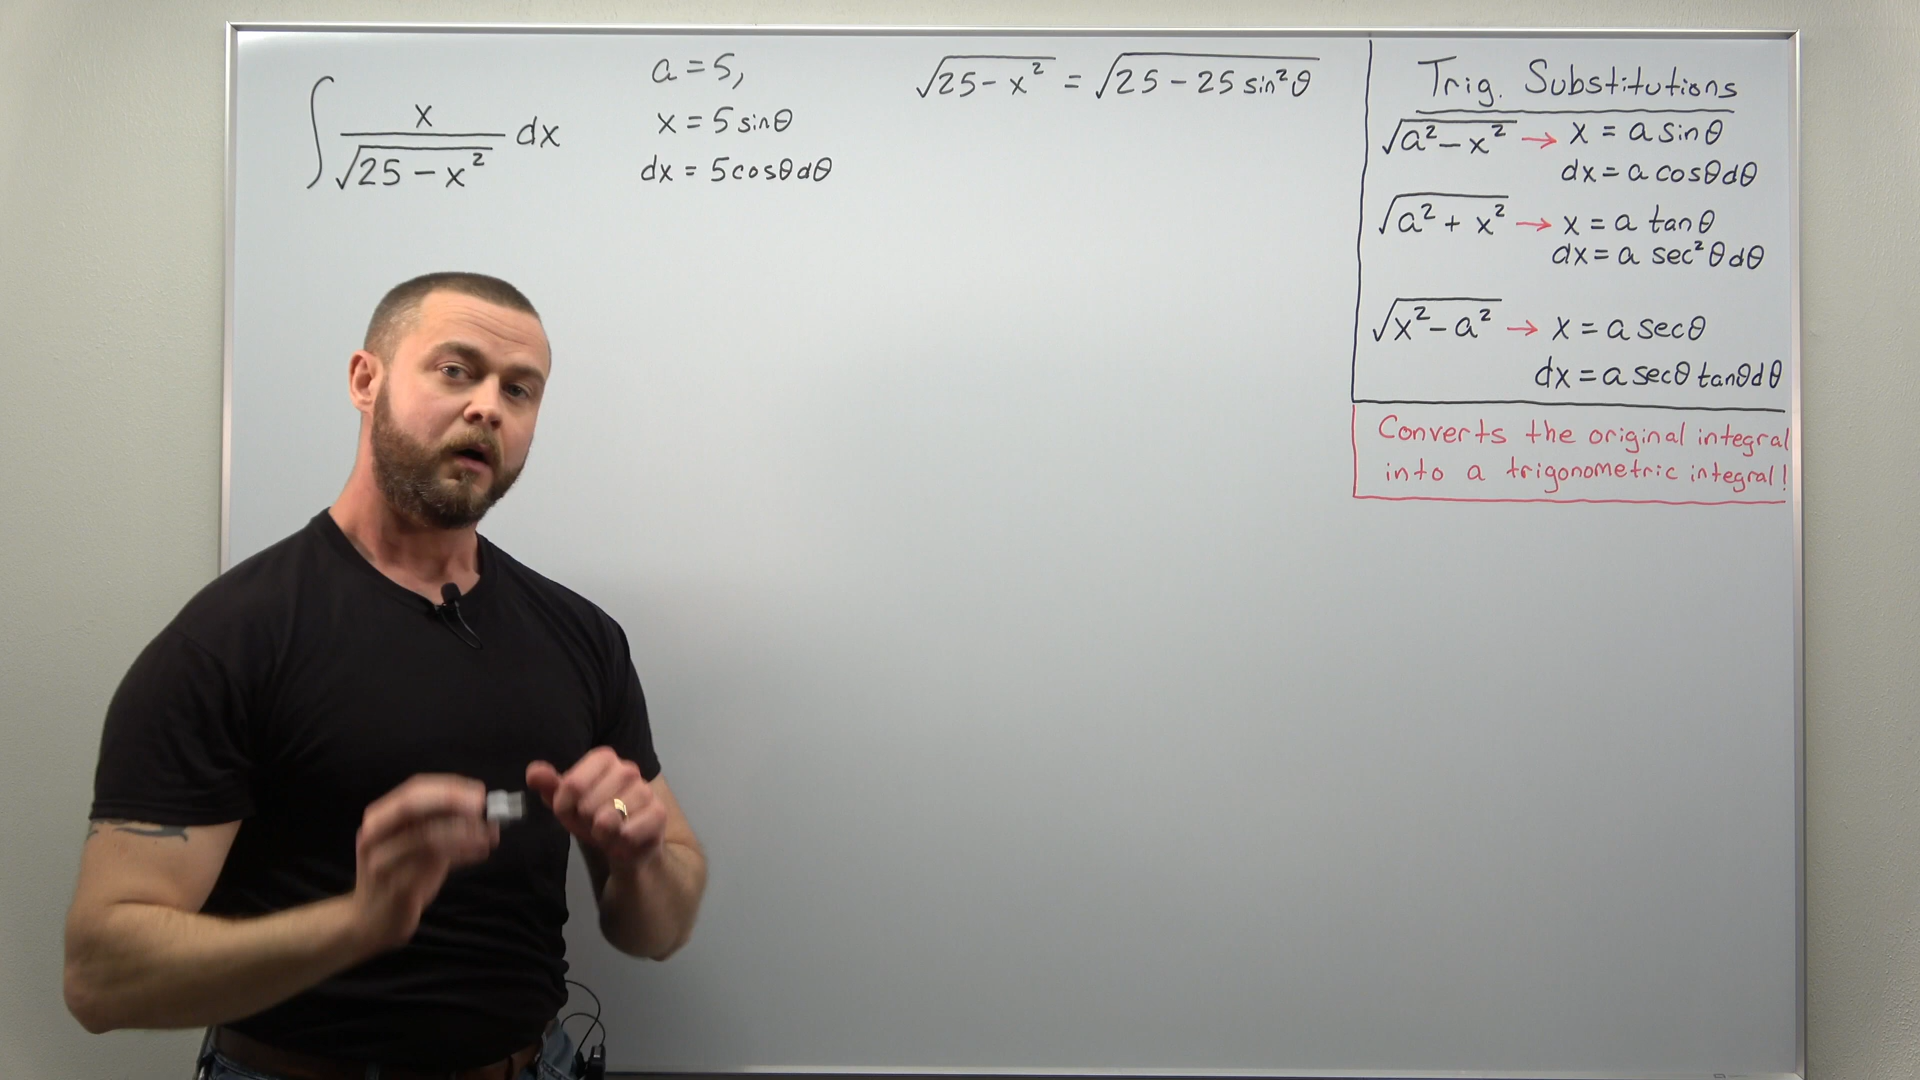 ∫ x/√(25 − x²) dx
a = 5,
x = 5 sinθ
dx = 5cosθdθ
√(25 − x²) = √(25 − 25 sin²θ)
Trig. Substitutions
√(a² − x²) → x = a sinθ
dx = a cosθdθ
√(a² + x²) → x = a tanθ
dx = a sec²θdθ
√(x² − a²) → x = a secθ
dx = a secθ tanθdθ
Converts the original integral
into a trigonometric integral!